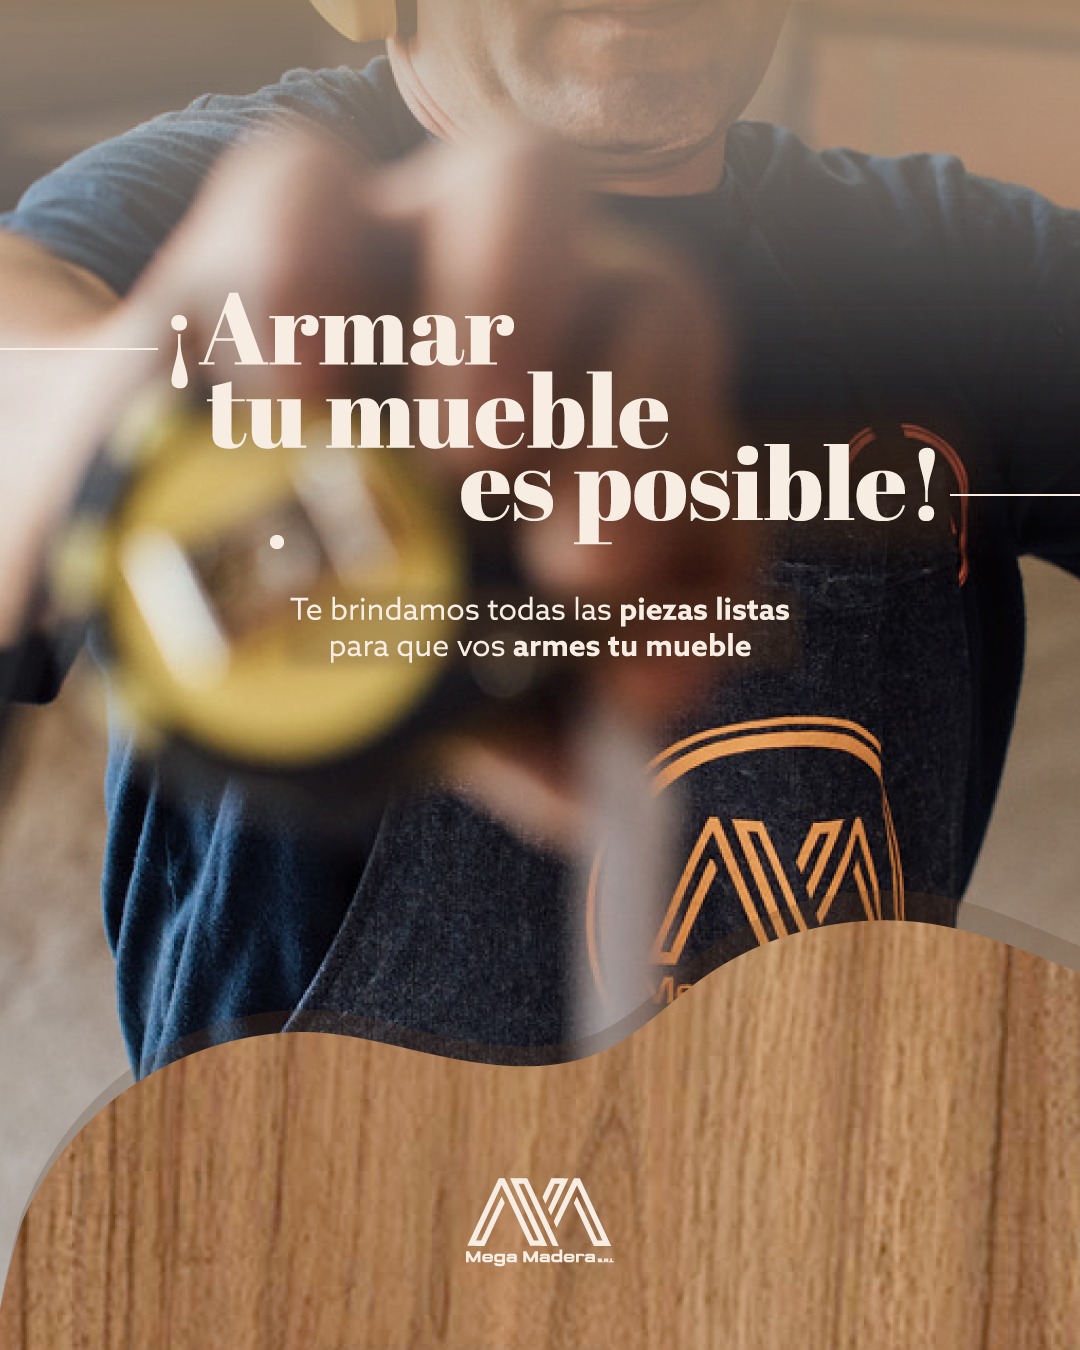 ¡Armar
tu mueble
es posible!
Te brindamos todas las piezas listas
para que vos armes tu mueble
Me
Mega Madera S.R.L.